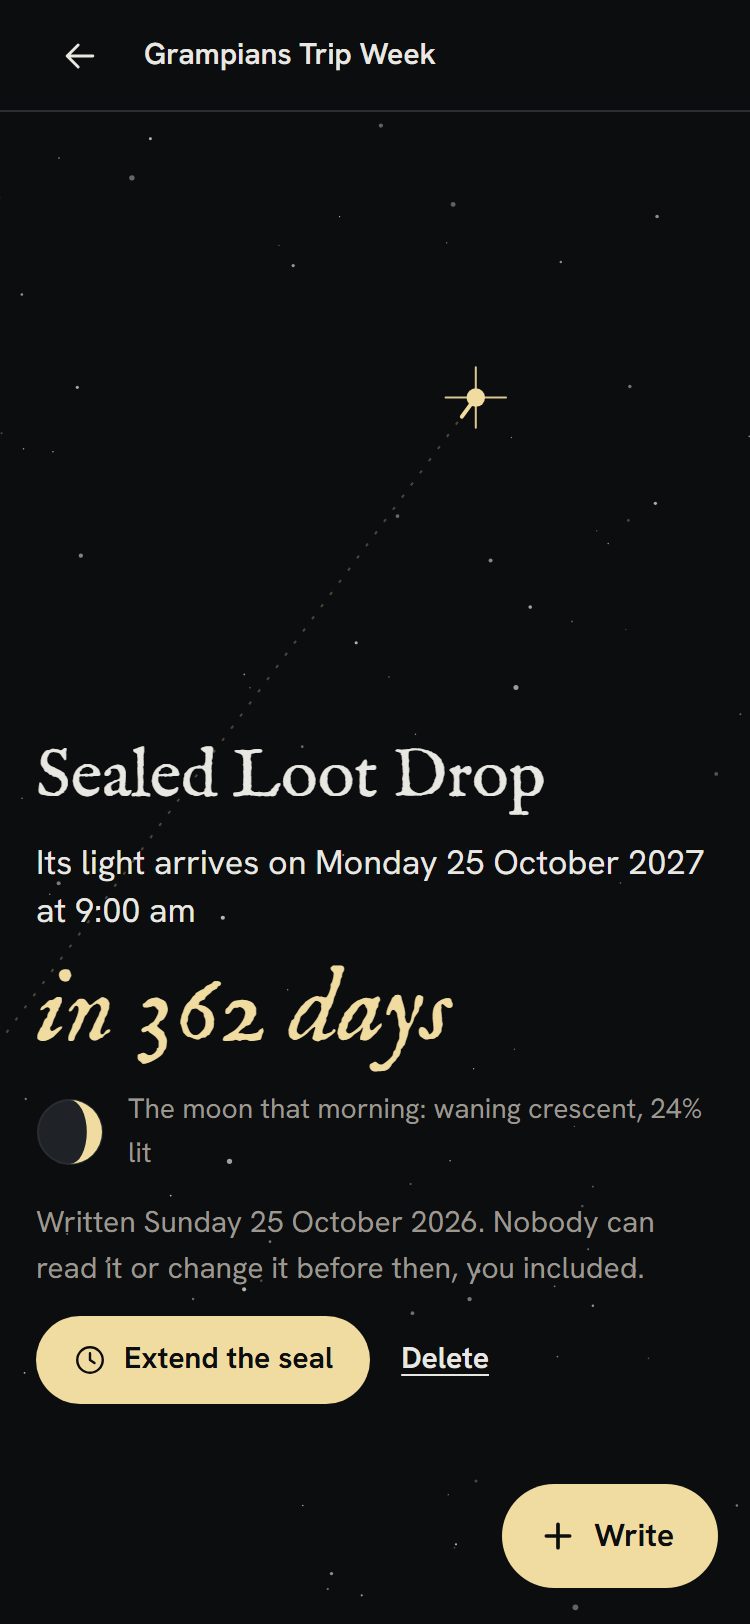 Grampians Trip Week
Sealed Loot Drop
Its light arrives on Monday 25 October 2027
at 9:00 am
in 362 days
The moon that morning: waning crescent, 24%
lit
Written Sunday 25 October 2026. Nobody can
read it or change it before then, you included.
Extend the seal
Delete
Write